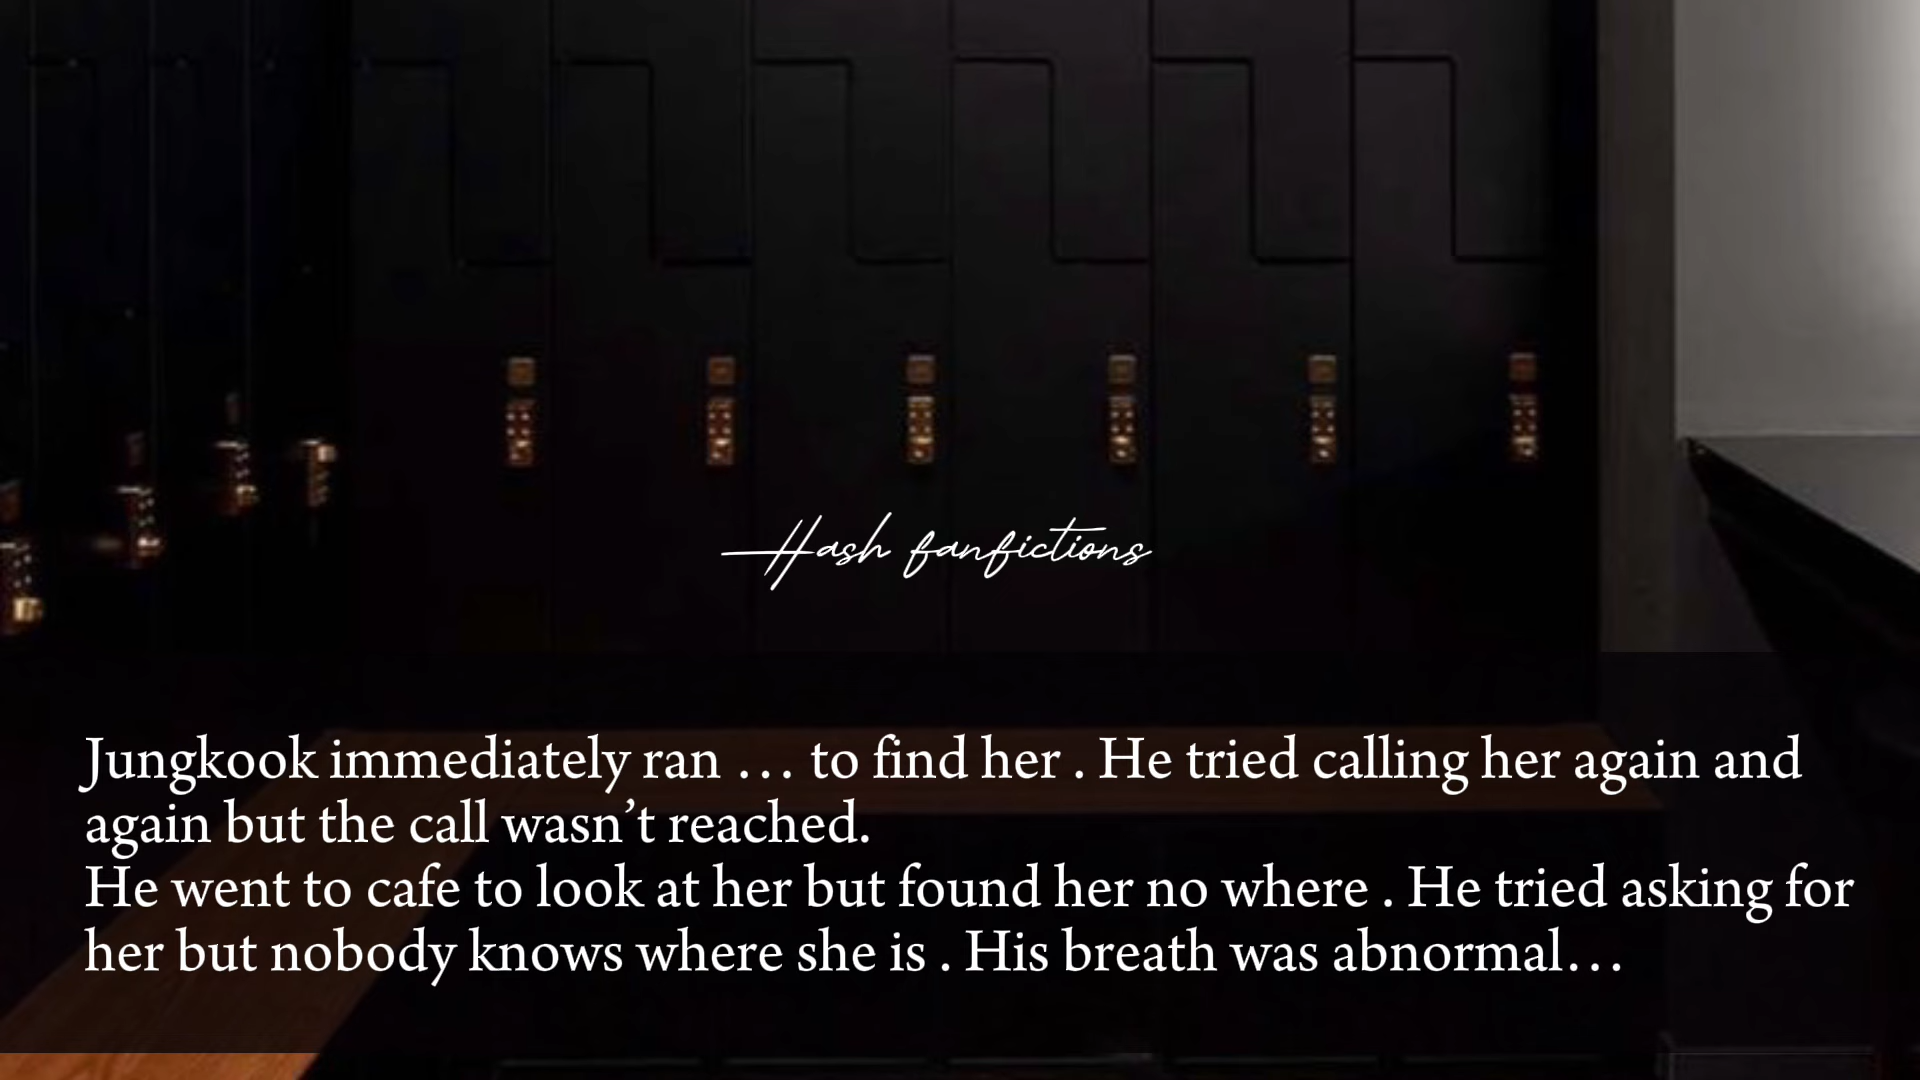 Hash fanfictions
Jungkook immediately ran … to find her . He tried calling her again and
again but the call wasn’t reached.
He went to cafe to look at her but found her no where . He tried asking for
her but nobody knows where she is . His breath was abnormal…